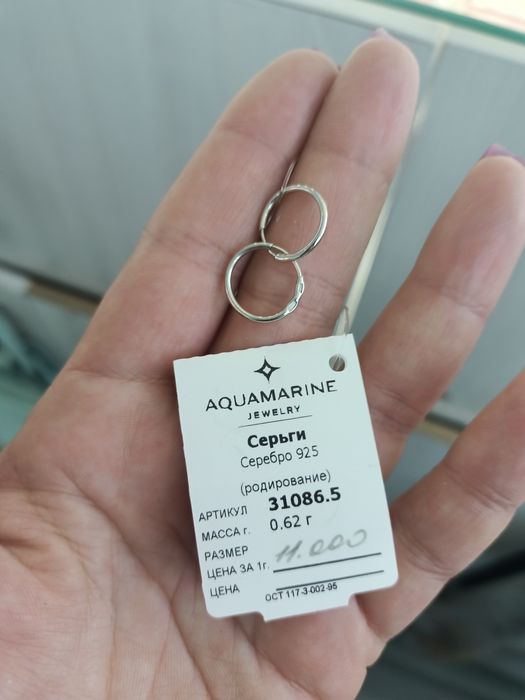 AQUAMARINE
JEWELRY
Серьги
Серебро 925
(родирование)
АРТИКУЛ 31086.5
МАССА г. 0.62 г
РАЗМЕР
ЦЕНА ЗА 1г. 11.000
ЦЕНА
ОСТ 117-3-002-95